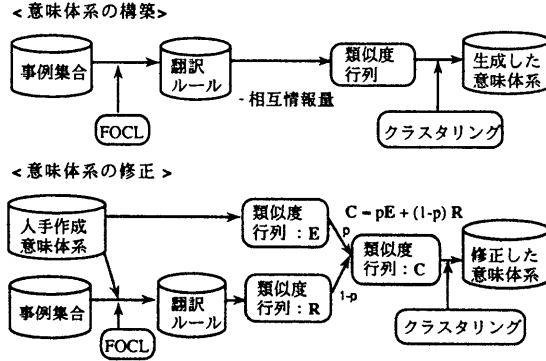 <意味体系の構築>
事例集合
翻訳
ルール
類似度
行列
生成した
意味体系
- 相互情報量
FOCL
クラスタリング
<意味体系の修正>
人手作成
意味体系
類似度
行列:E
C = pE + (1-p) R
p
類似度
行列:C
修正した
意味体系
事例集合
翻訳
ルール
類似度
行列:R
1-p
FOCL
クラスタリング